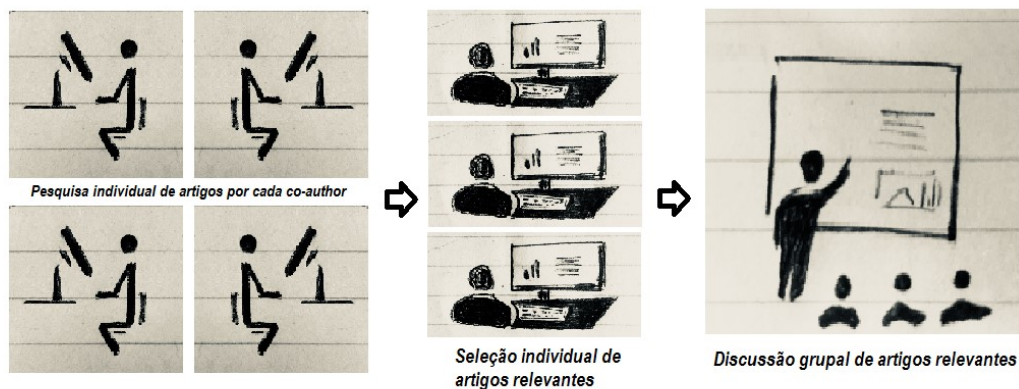 Pesquisa individual de artigos por cada co-author
Seleção individual de
artigos relevantes
Discussão grupal de artigos relevantes